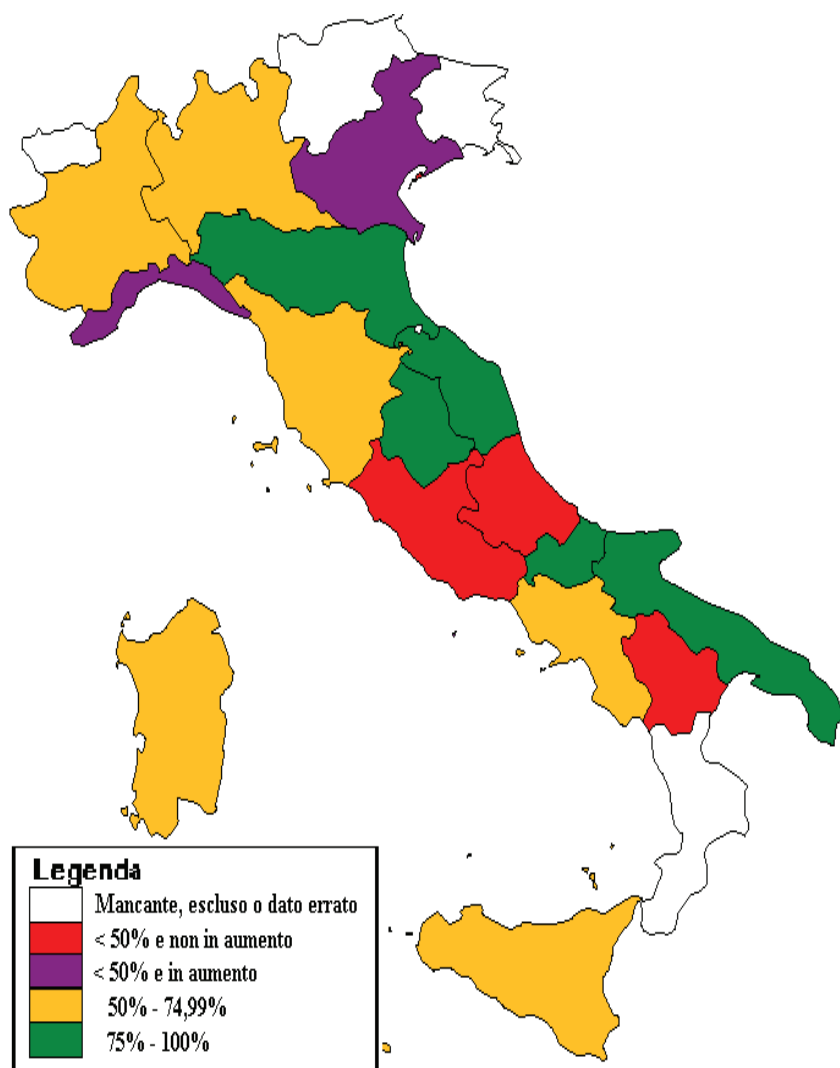 Legenda
Mancante, escluso o dato errato
< 50% e non in aumento
< 50% e in aumento
50% - 74,99%
75% - 100%